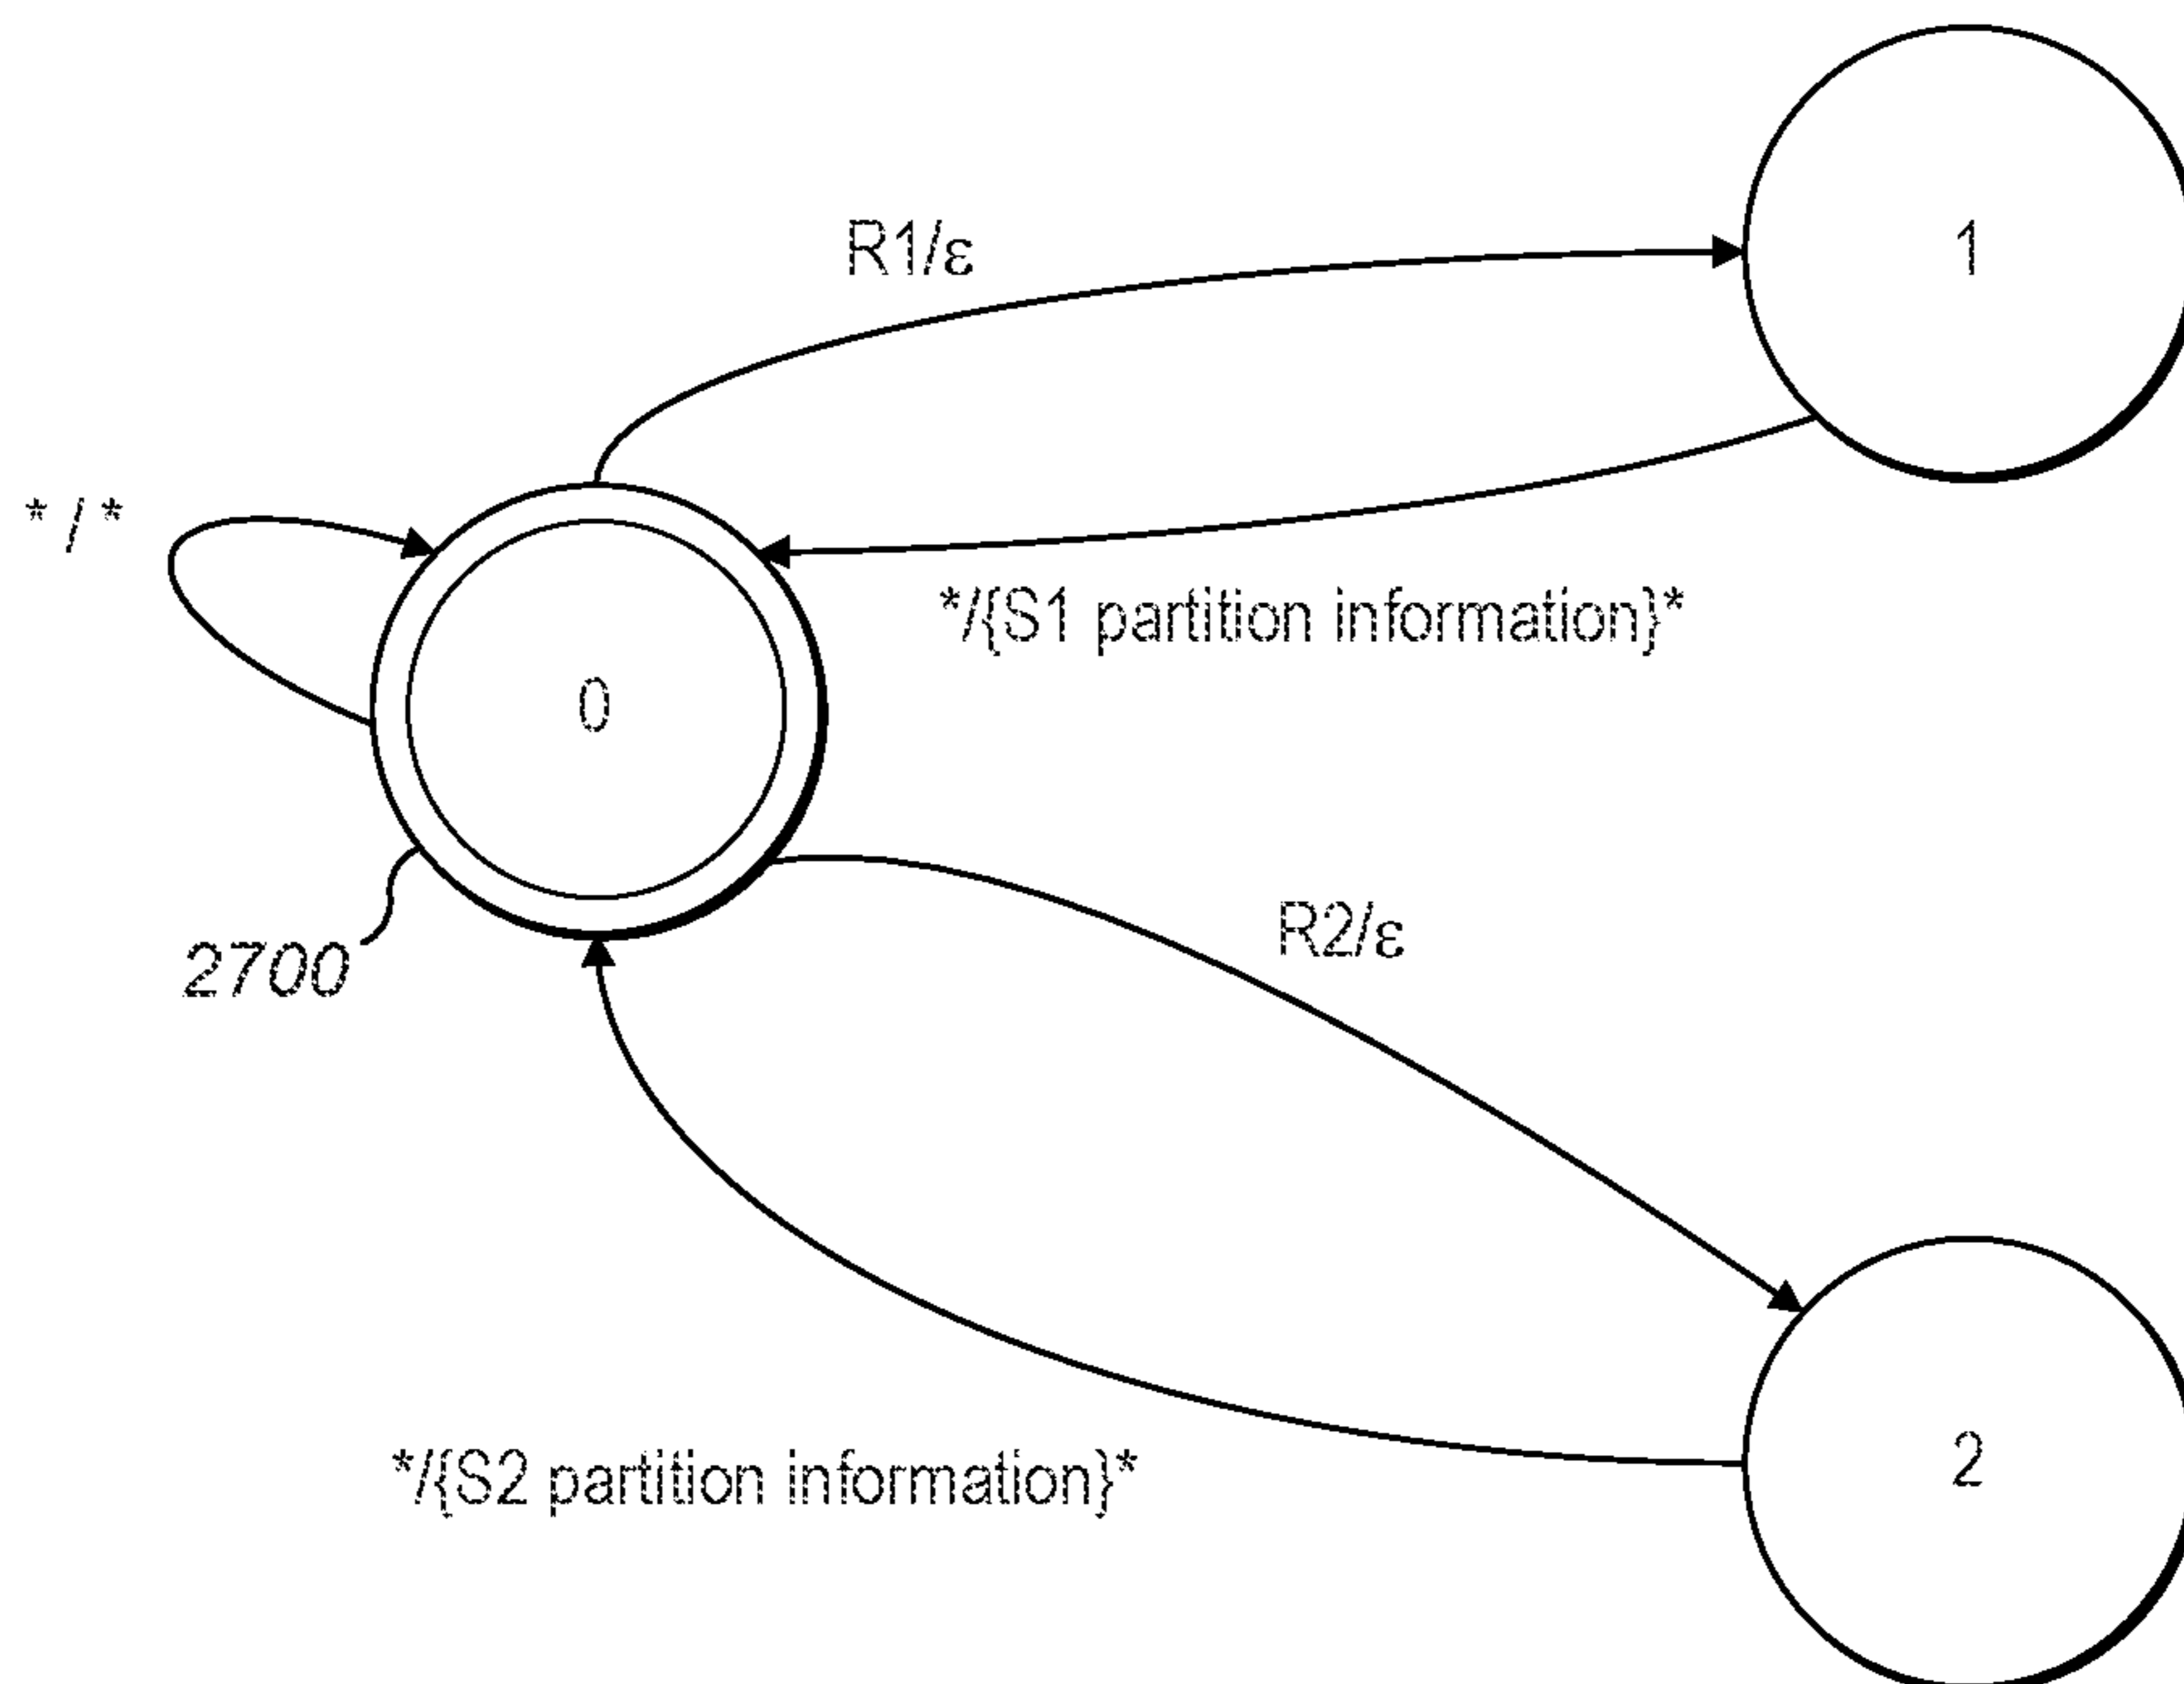 R1/ε
1
* / *
*/{S1 partition information}*
0
R2/ε
2700
*/{S2 partition information}*
2